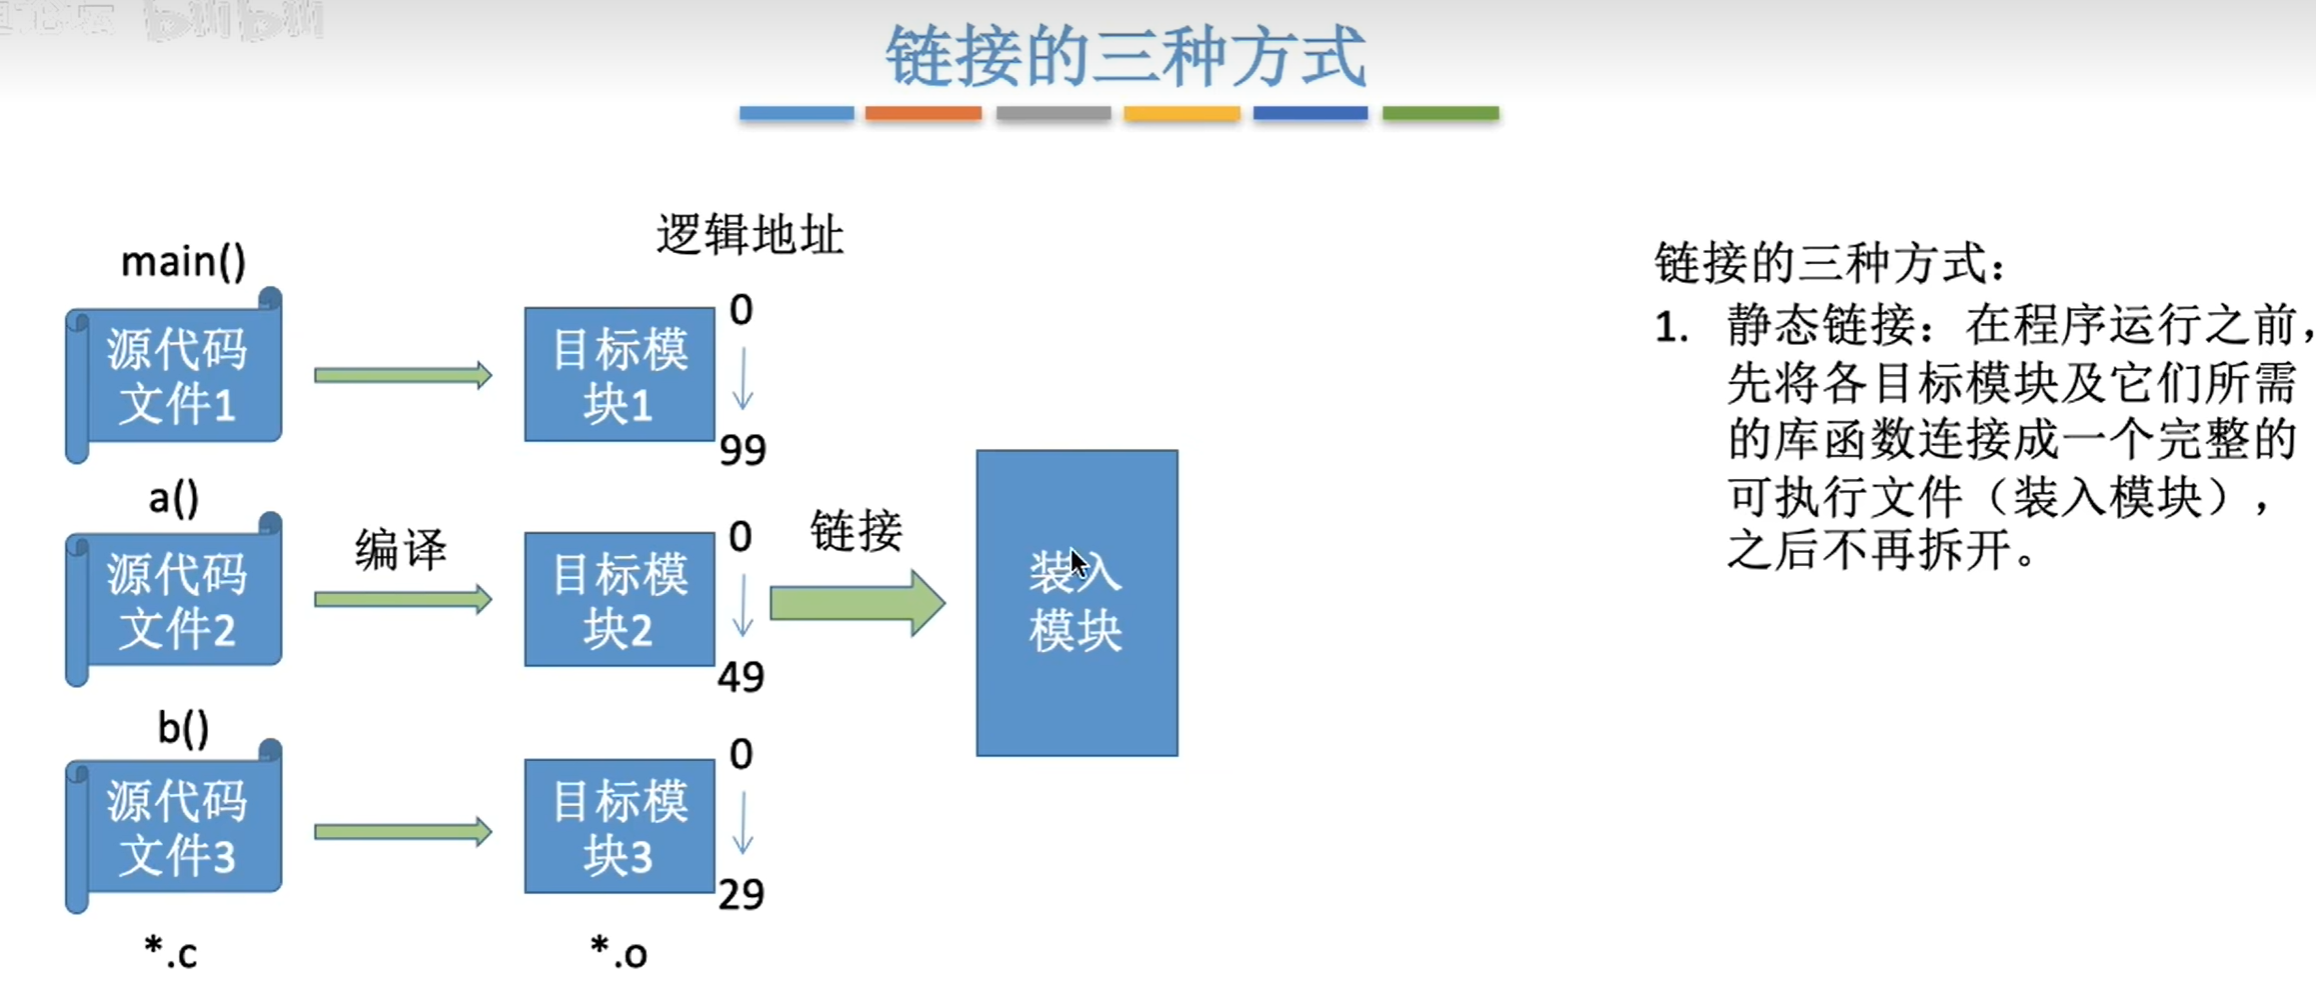 链接的三种方式
逻辑地址
main()
源代码
文件1
目标模
块1
0
99
a()
源代码
文件2
编译
目标模
块2
0
49
链接
装入
模块
b()
源代码
文件3
目标模
块3
0
29
*.c
*.o
链接的三种方式：
1. 静态链接：在程序运行之前，
先将各目标模块及它们所需
的库函数连接成一个完整的
可执行文件（装入模块），
之后不再拆开。
bilibili